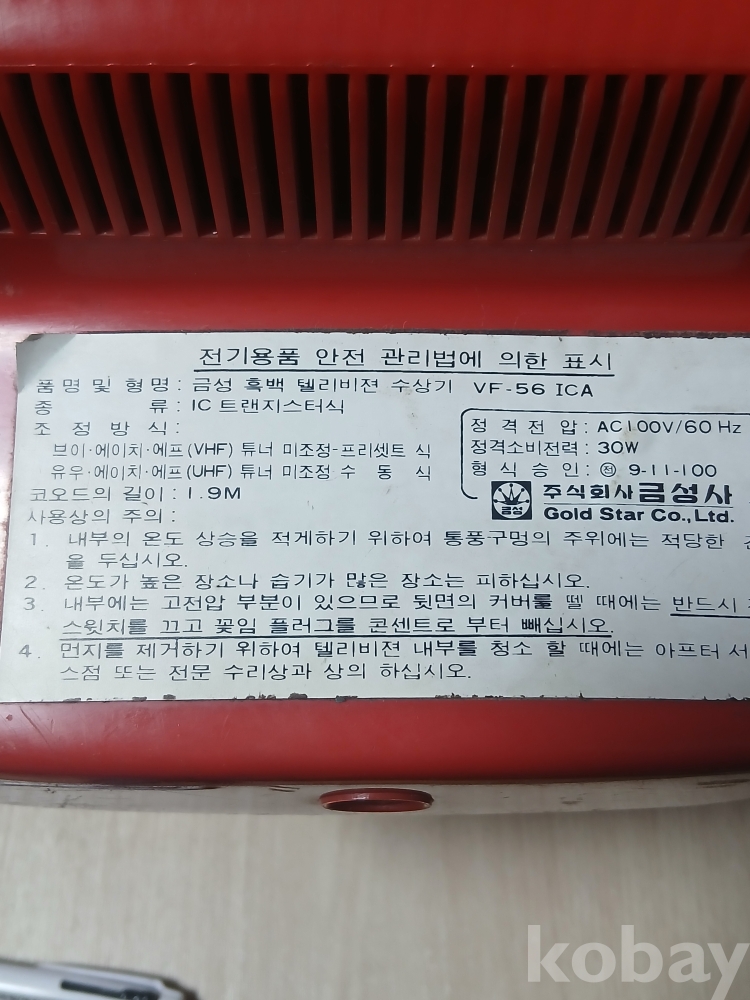 전기용품 안전 관리법에 의한 표시
품명 및 형명 : 금성 흑백 텔리비젼 수상기 VF-56 ICA
종 류 : IC 트랜지스터식
조 정 방 식 :
브이·에이치·에프(VHF) 튜너 미조정-프리셋트 식
유우·에이치·에프(UHF) 튜너 미조정 수 동 식
코오드의 길이 : 1.9M
정 격 전 압 : AC100V/60 Hz
정격소비전력 : 30W
형 식 승 인 : 전 9-11-100
금성 주식회사 금성사
Gold Star Co., Ltd.
사용상의 주의 :
1. 내부의 온도 상승을 적게하기 위하여 통풍구멍의 주위에는 적당한
을 두십시오.
2. 온도가 높은 장소나 습기가 많은 장소는 피하십시오.
3. 내부에는 고전압 부분이 있으므로 뒷면의 커버를 뗄 때에는 반드시
스윗치를 끄고 꽂임 플러그를 콘센트로 부터 빼십시오.
4. 먼지를 제거하기 위하여 텔리비젼 내부를 청소 할 때에는 아프터 서
스점 또는 전문 수리상과 상의 하십시오.
kobay